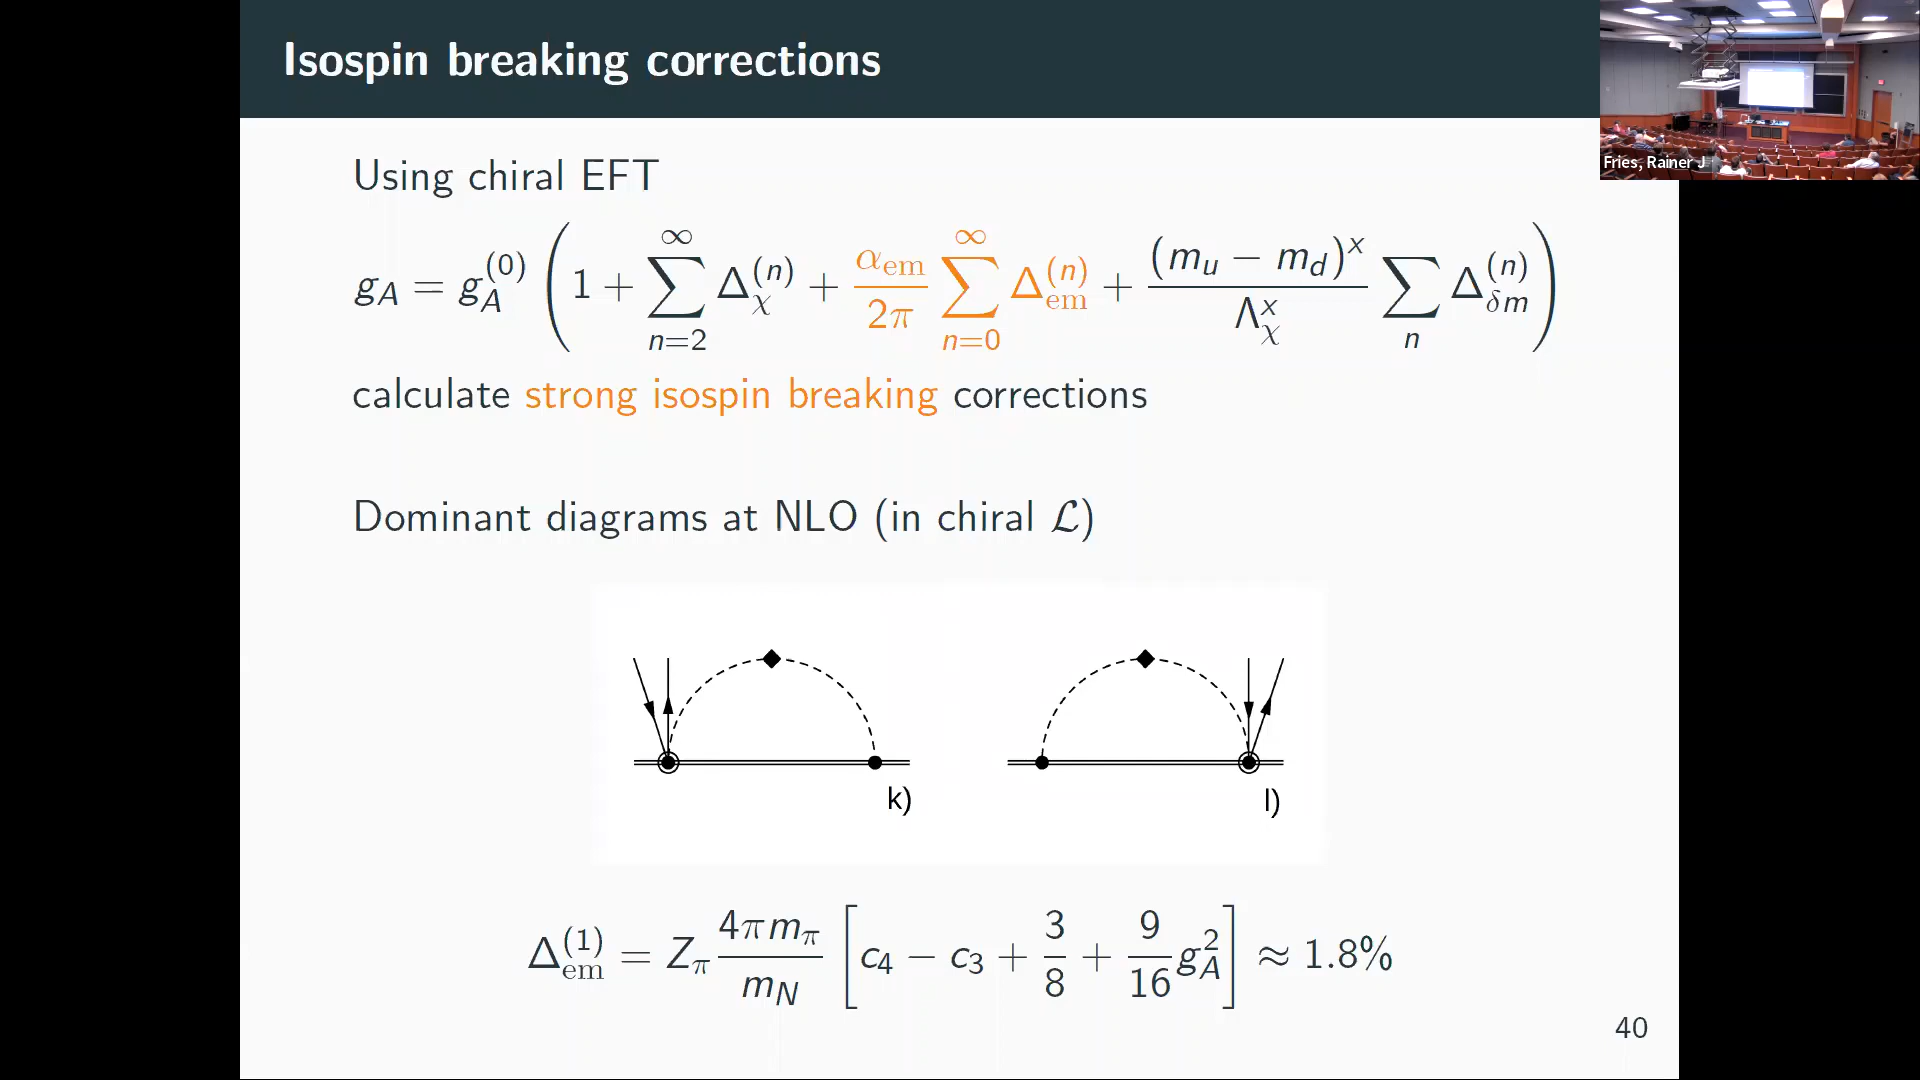 Isospin breaking corrections
Fries, Rainer J
Using chiral EFT
g_A = g_A^{(0)} \left( 1 + \sum_{n=2}^{\infty} \Delta_{\chi}^{(n)} + \frac{\alpha_{em}}{2\pi} \sum_{n=0}^{\infty} \Delta_{em}^{(n)} + \frac{(m_u - m_d)^x}{\Lambda_{\chi}^x} \sum_{n} \Delta_{\delta m}^{(n)} \right)
calculate strong isospin breaking corrections
Dominant diagrams at NLO (in chiral ℒ)
k) l)
\Delta_{em}^{(1)} = Z_{\pi} \frac{4\pi m_{\pi}}{m_N} \left[ c_4 - c_3 + \frac{3}{8} + \frac{9}{16} g_A^2 \right] ≈ 1.8%
40